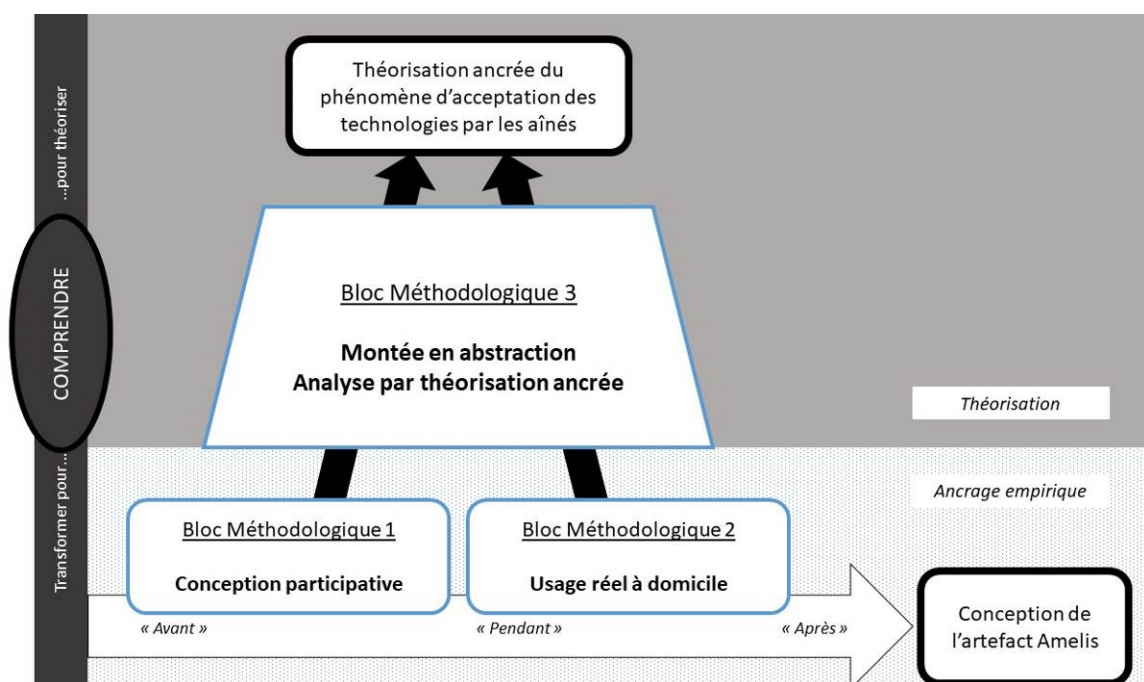 Théorisation ancrée du
phénomène d’acceptation des
technologies par les aînés
...pour théoriser
COMPRENDRE
Transformer pour...
Bloc Méthodologique 3
Montée en abstraction
Analyse par théorisation ancrée
Théorisation
Ancrage empirique
Bloc Méthodologique 1
Conception participative
Bloc Méthodologique 2
Usage réel à domicile
« Avant »
« Pendant »
« Après »
Conception de
l’artefact Amelis